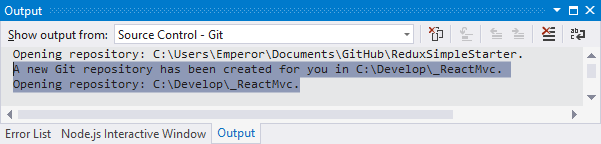 Output
Show output from: Source Control - Git
Opening repository: C:\Users\Emperor\Documents\GitHub\ReduxSimpleStarter.
A new Git repository has been created for you in C:\Develop\_ReactMvc.
Opening repository: C:\Develop\_ReactMvc.
Error List Node.js Interactive Window Output